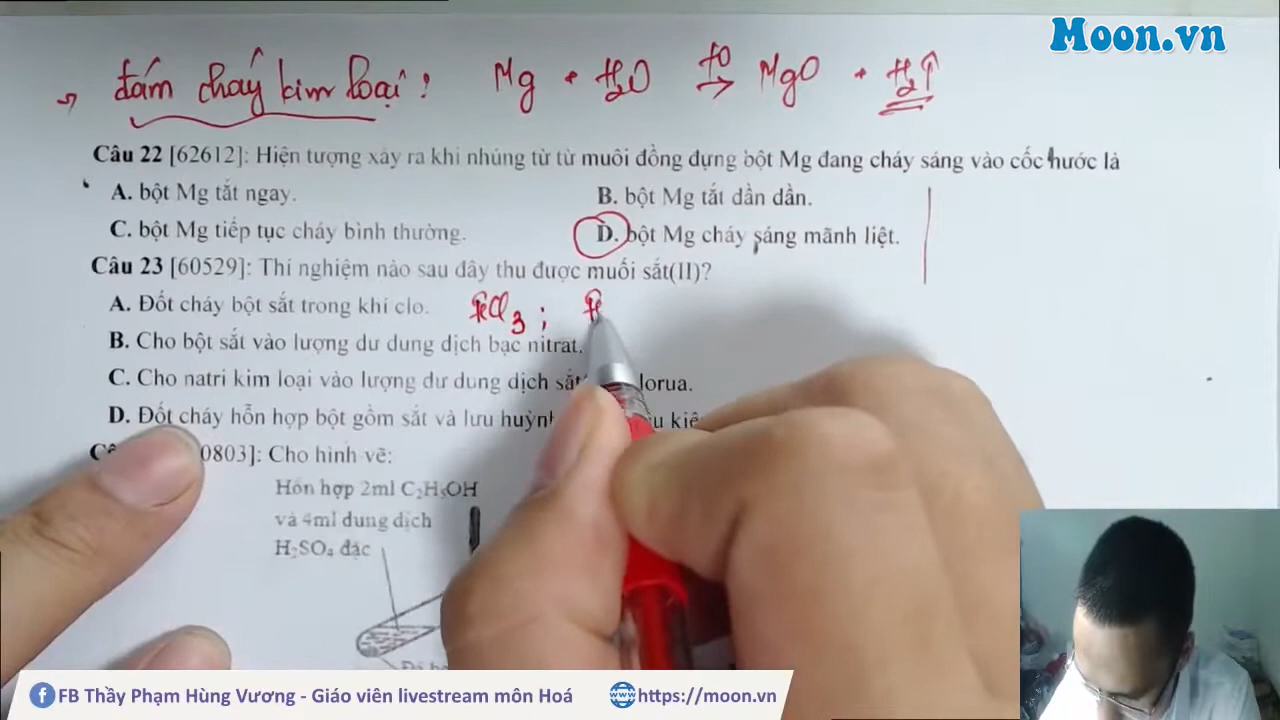 Moon.vn
→ đám cháy kim loại! Mg + H2O t0 → MgO + H2↑
Câu 22 [62612]: Hiện tượng xảy ra khi nhúng từ từ muôi đồng đựng bột Mg đang cháy sáng vào cốc nước là
A. bột Mg tắt ngay. B. bột Mg tắt dần dần.
C. bột Mg tiếp tục cháy bình thường. D. bột Mg cháy sáng mãnh liệt.
Câu 23 [60529]: Thí nghiệm nào sau đây thu được muối sắt(II)?
A. Đốt cháy bột sắt trong khí clo. FeCl3 ;
B. Cho bột sắt vào lượng dư dung dịch bạc nitrat.
C. Cho natri kim loại vào lượng dư dung dịch sắt lorua.
D. Đốt cháy hỗn hợp bột gồm sắt và lưu huỳnh
0803]: Cho hình vẽ:
Hỗn hợp 2ml C2H5OH
và 4ml dung dịch
H2SO4 đặc
FB Thầy Phạm Hùng Vương - Giáo viên livestream môn Hoá https://moon.vn